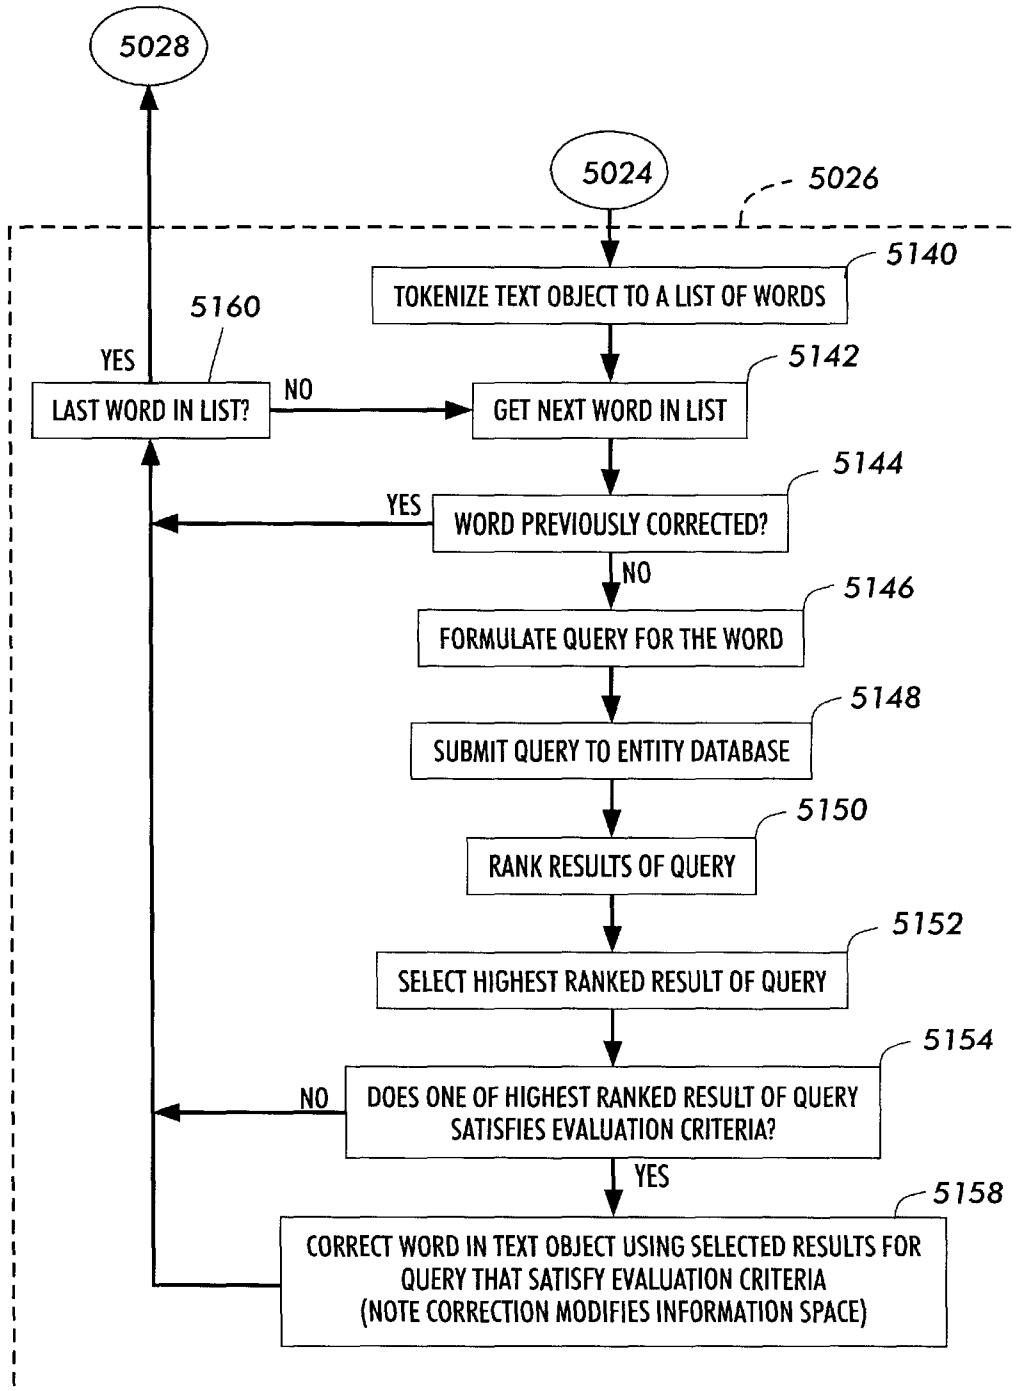 5028
5024
5026
5140
TOKENIZE TEXT OBJECT TO A LIST OF WORDS
5160
YES
5142
LAST WORD IN LIST?
NO
GET NEXT WORD IN LIST
5144
YES
WORD PREVIOUSLY CORRECTED?
NO
5146
FORMULATE QUERY FOR THE WORD
5148
SUBMIT QUERY TO ENTITY DATABASE
5150
RANK RESULTS OF QUERY
5152
SELECT HIGHEST RANKED RESULT OF QUERY
5154
NO
DOES ONE OF HIGHEST RANKED RESULT OF QUERY
SATISFIES EVALUATION CRITERIA?
YES
5158
CORRECT WORD IN TEXT OBJECT USING SELECTED RESULTS FOR
QUERY THAT SATISFY EVALUATION CRITERIA
(NOTE CORRECTION MODIFIES INFORMATION SPACE)